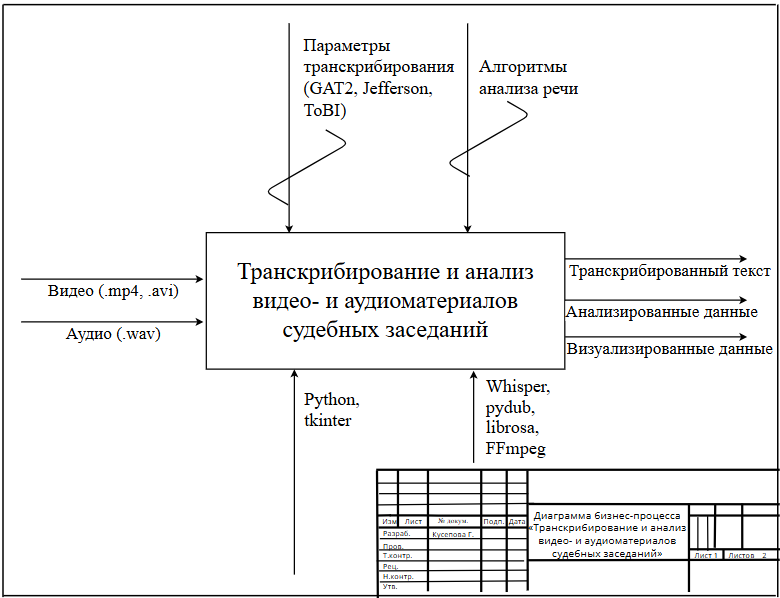 Параметры
транскрибирования
(GAT2, Jefferson,
ToBI)
Алгоритмы
анализа речи
Транскрибирование и анализ
видео- и аудиоматериалов
судебных заседаний
Видео (.mp4, .avi)
Аудио (.wav)
Транскрибированный текст
Анализированные данные
Визуализированные данные
Python,
tkinter
Whisper,
pydub,
librosa,
FFmpeg
Изм Лист № докум. Подп. Дата
Разраб. Кусепова Г.
Пров.
Т.контр.
Рец.
Н.контр.
Утв.
Диаграмма бизнес-процесса
«Транскрибирование и анализ
видео- и аудиоматериалов
судебных заседаний»
Лист 1 Листов 2